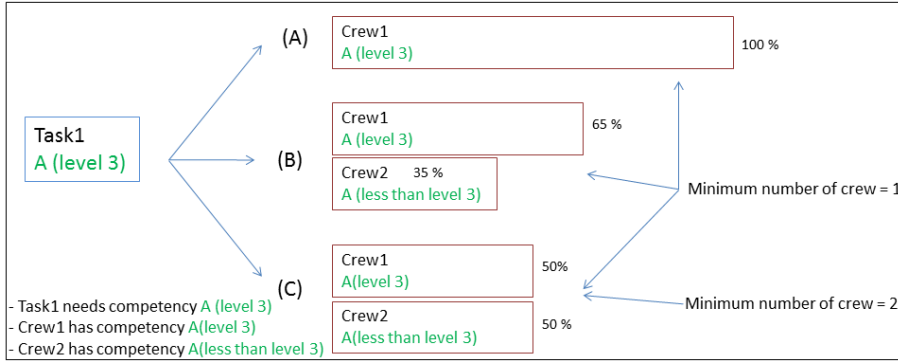 (A)
Crew1
A (level 3)
100 %
Task1
A (level 3)
(B)
Crew1
A (level 3)
65 %
Crew2 35 %
A (less than level 3)
Minimum number of crew = 1
(C)
Crew1
A(level 3)
50%
Crew2
A(less than level 3)
50 %
Minimum number of crew = 2
- Task1 needs competency A (level 3)
- Crew1 has competency A(level 3)
- Crew2 has competency A(less than level 3)